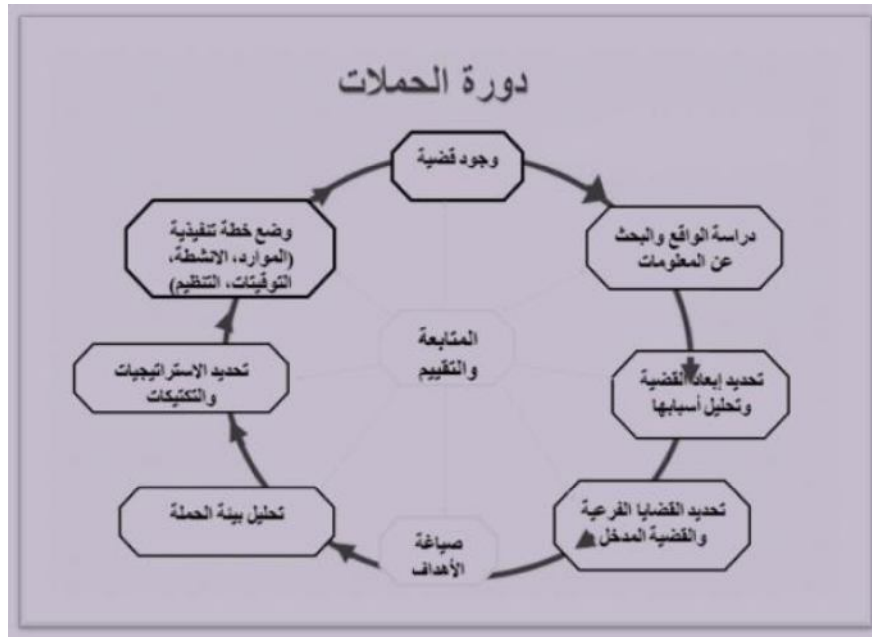 دورة الحملات
وجود قضية
دراسة الواقع والبحث
عن المعلومات
تحديد إبعاد القضية
وتحليل أسبابها
تحديد القضايا الفرعية
والقضية المدخل
صياغة
الأهداف
تحليل بيئة الحملة
تحديد الاستراتيجيات
والتكتيكات
وضع خطة تنفيذية
(الموارد، الانشطة،
التوقيتات، التنظيم)
المتابعة
والتقييم